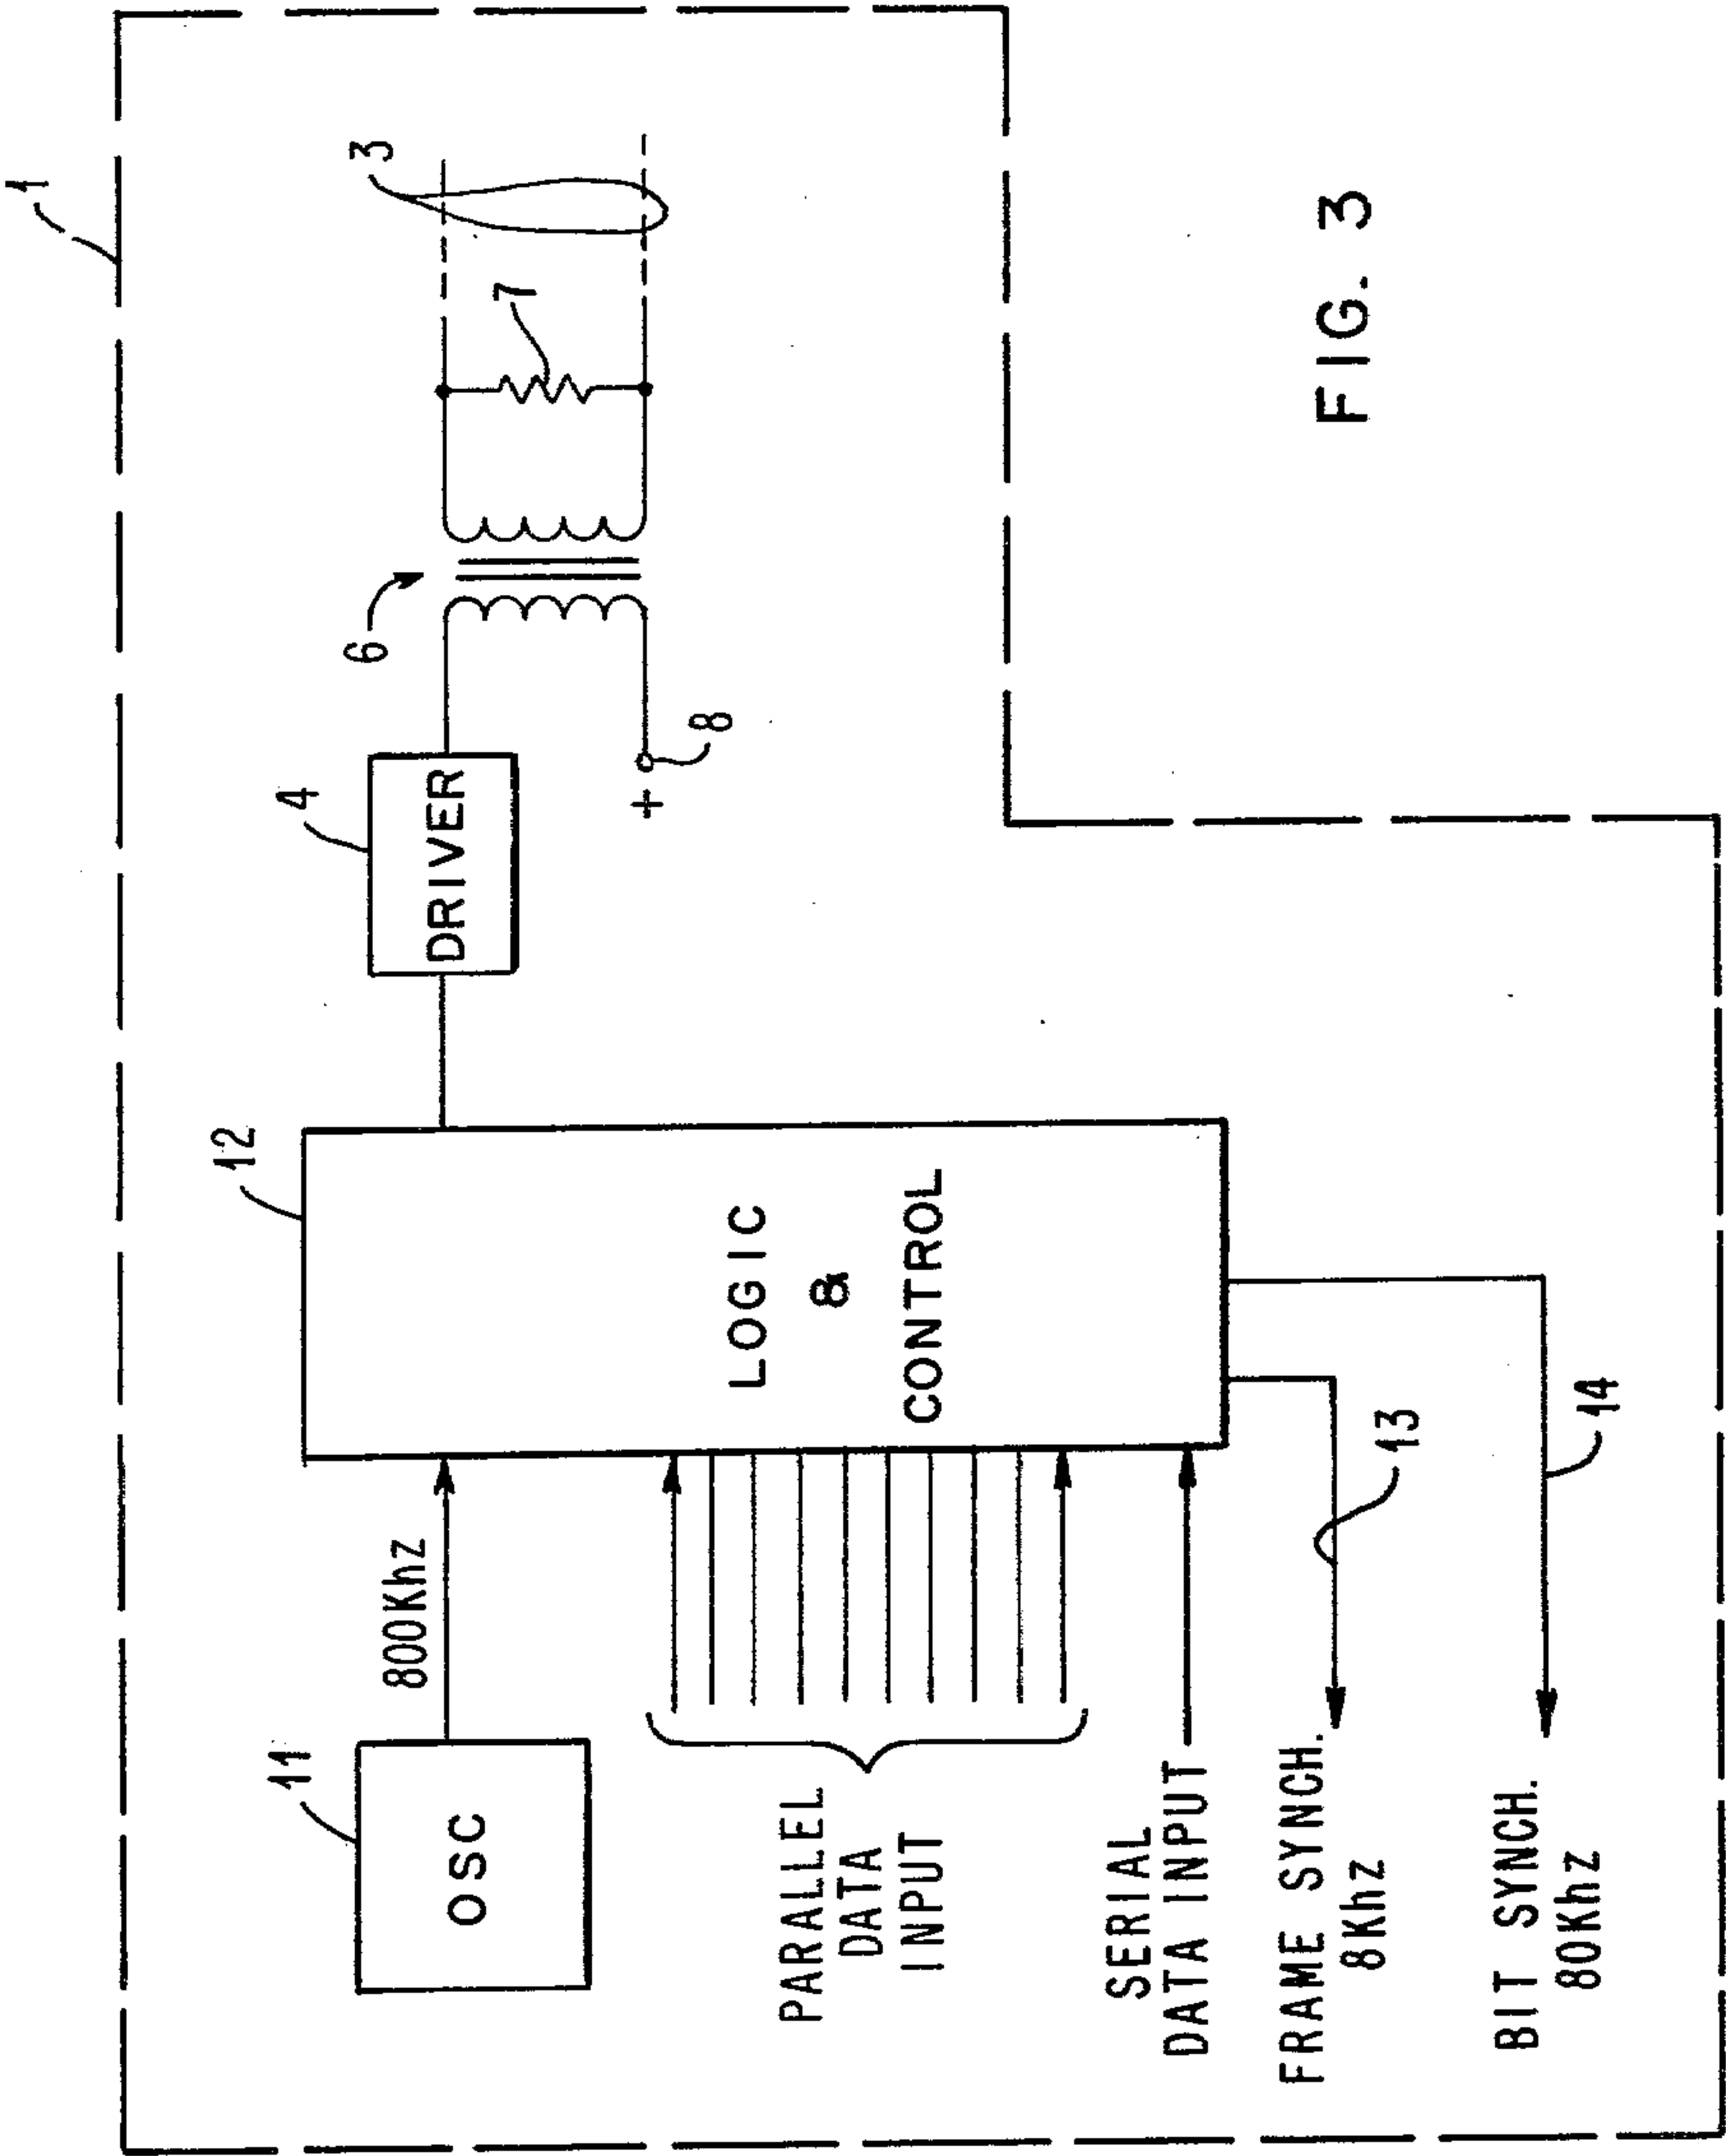 1
3
7
6
8
4
DRIVER
12
LOGIC
&
CONTROL
11
OSC
800Khz
PARALLEL
DATA
INPUT
SERIAL
DATA INPUT
FRAME SYNCH.
8Khz
13
BIT SYNCH.
80Khz
14
+
FIG. 3